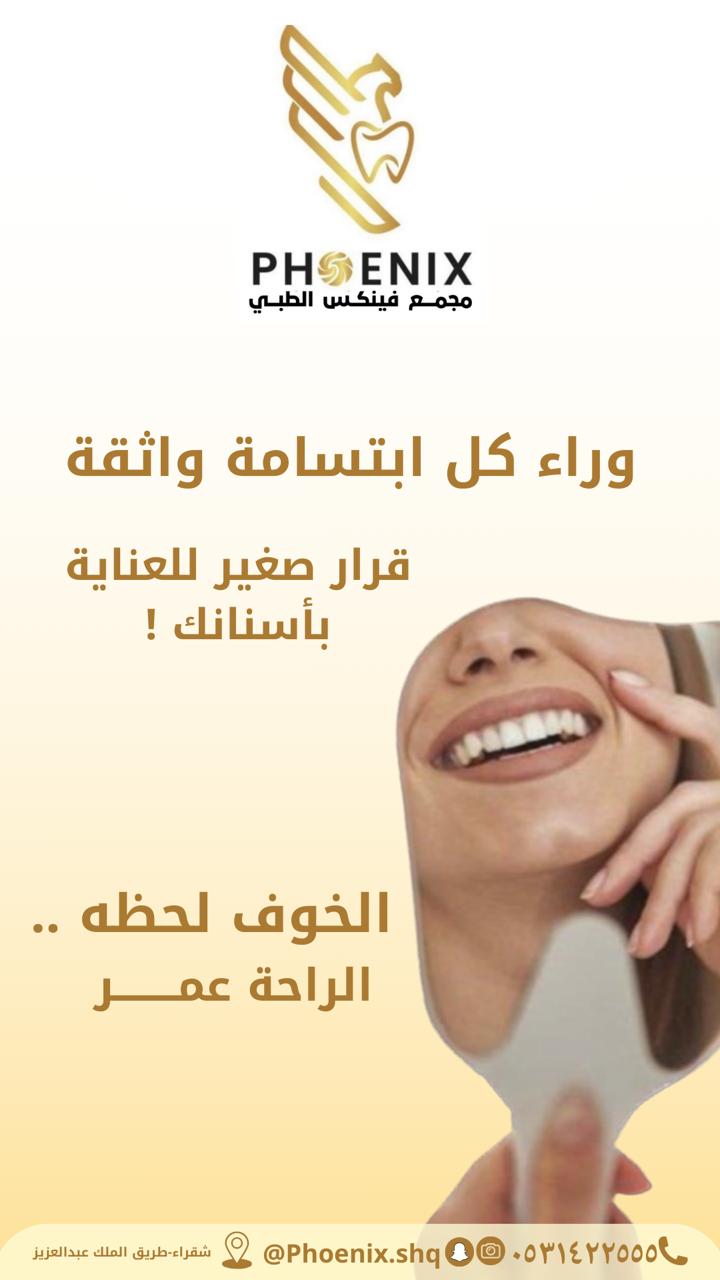 PHOENIX
مجمع فينكس الطبي
وراء كل ابتسامة واثقة
قرار صغير للعناية
بأسنانك !
الخوف لحظه ..
الراحة عمـــــر
٠٥٣١٤٢٢٥٥٥ @Phoenix.shq شقراء-طريق الملك عبدالعزيز